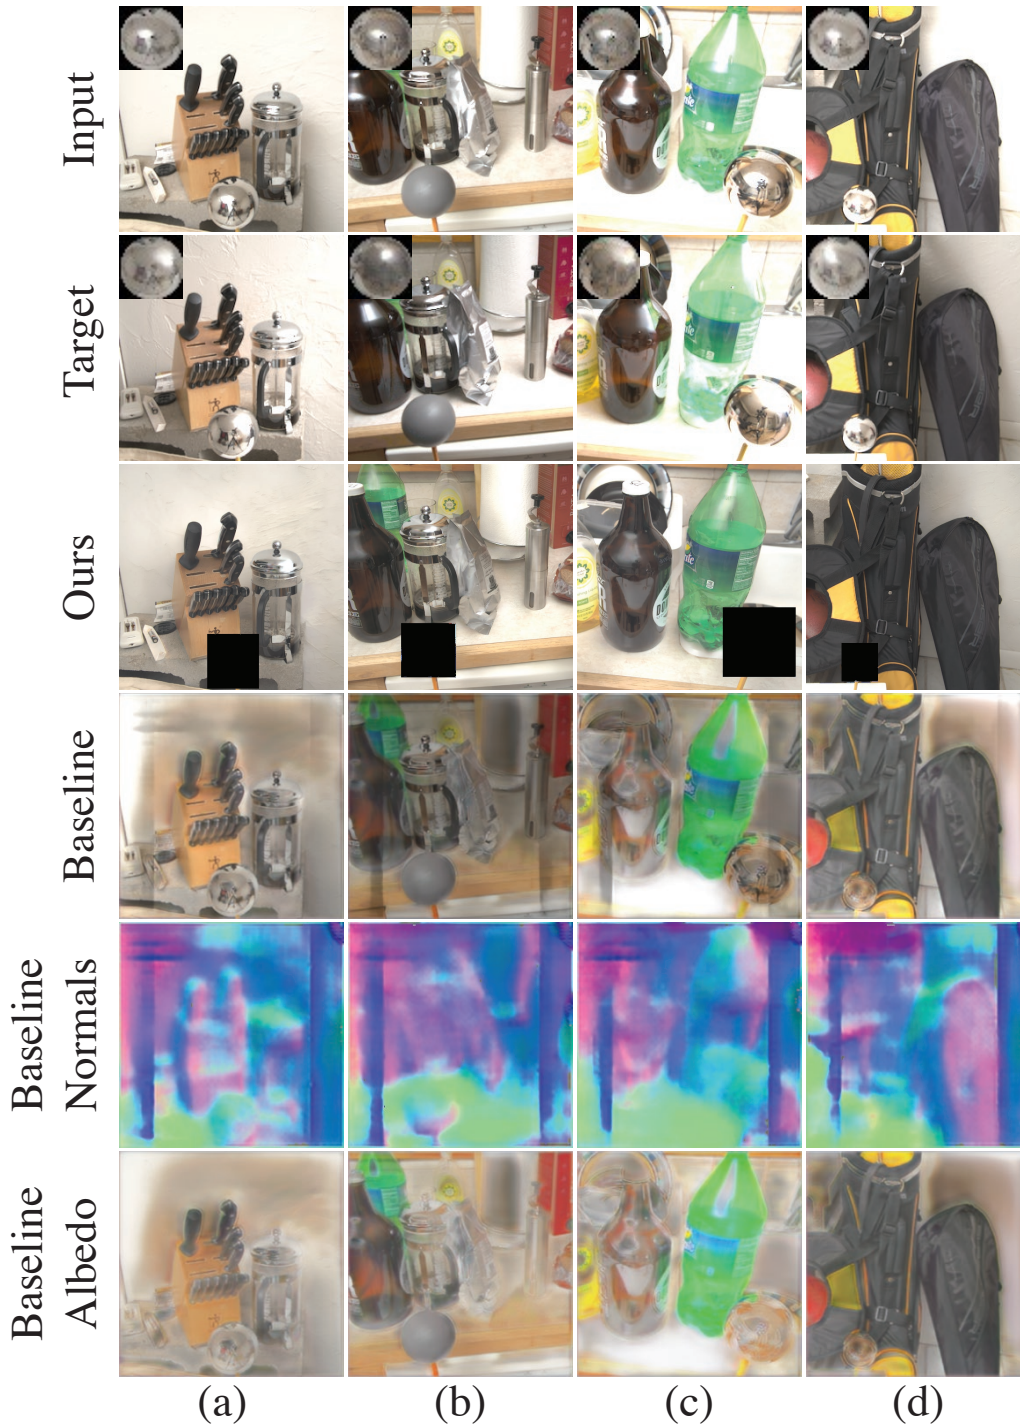 Input
Target
Ours
Baseline
Baseline
Normals
Baseline
Albedo
(a)
(b)
(c)
(d)